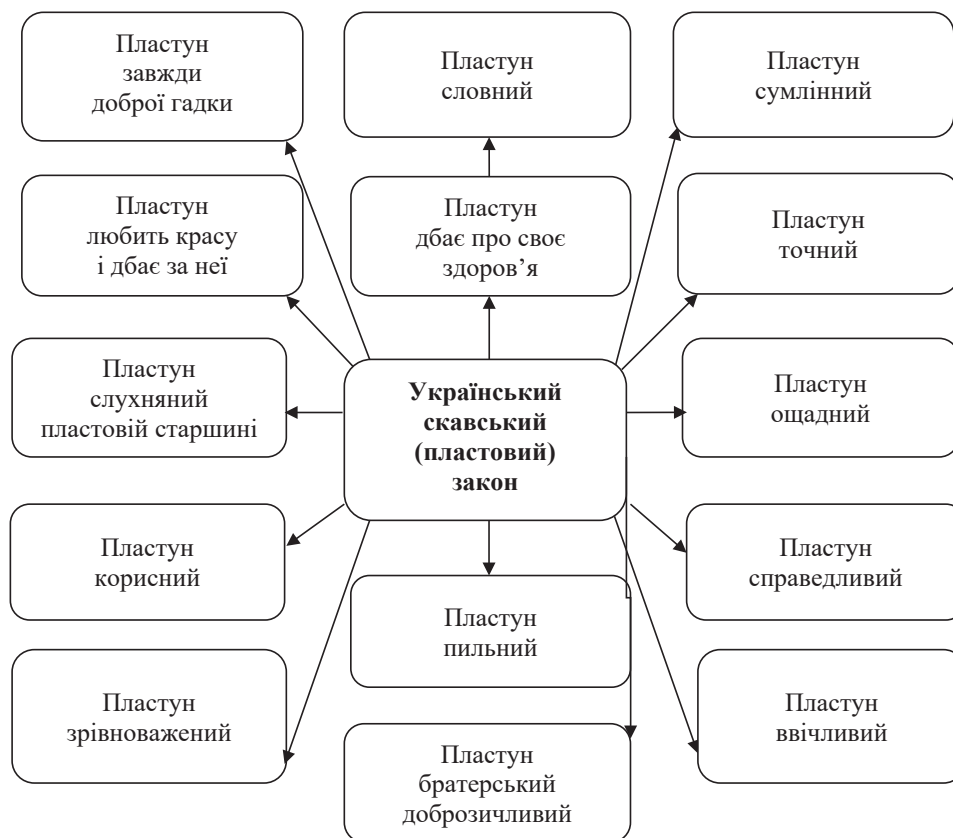 Пластун
завжди
доброї гадки
Пластун
словний
Пластун
сумлінний
Пластун
любить красу
і дбає за неї
Пластун
дбає про своє
здоров’я
Пластун
точний
Пластун
слухняний
пластовій старшині
Український
скавський
(пластовий)
закон
Пластун
ощадний
Пластун
корисний
Пластун
пильний
Пластун
справедливий
Пластун
зрівноважений
Пластун
братерський
доброзичливий
Пластун
ввічливий